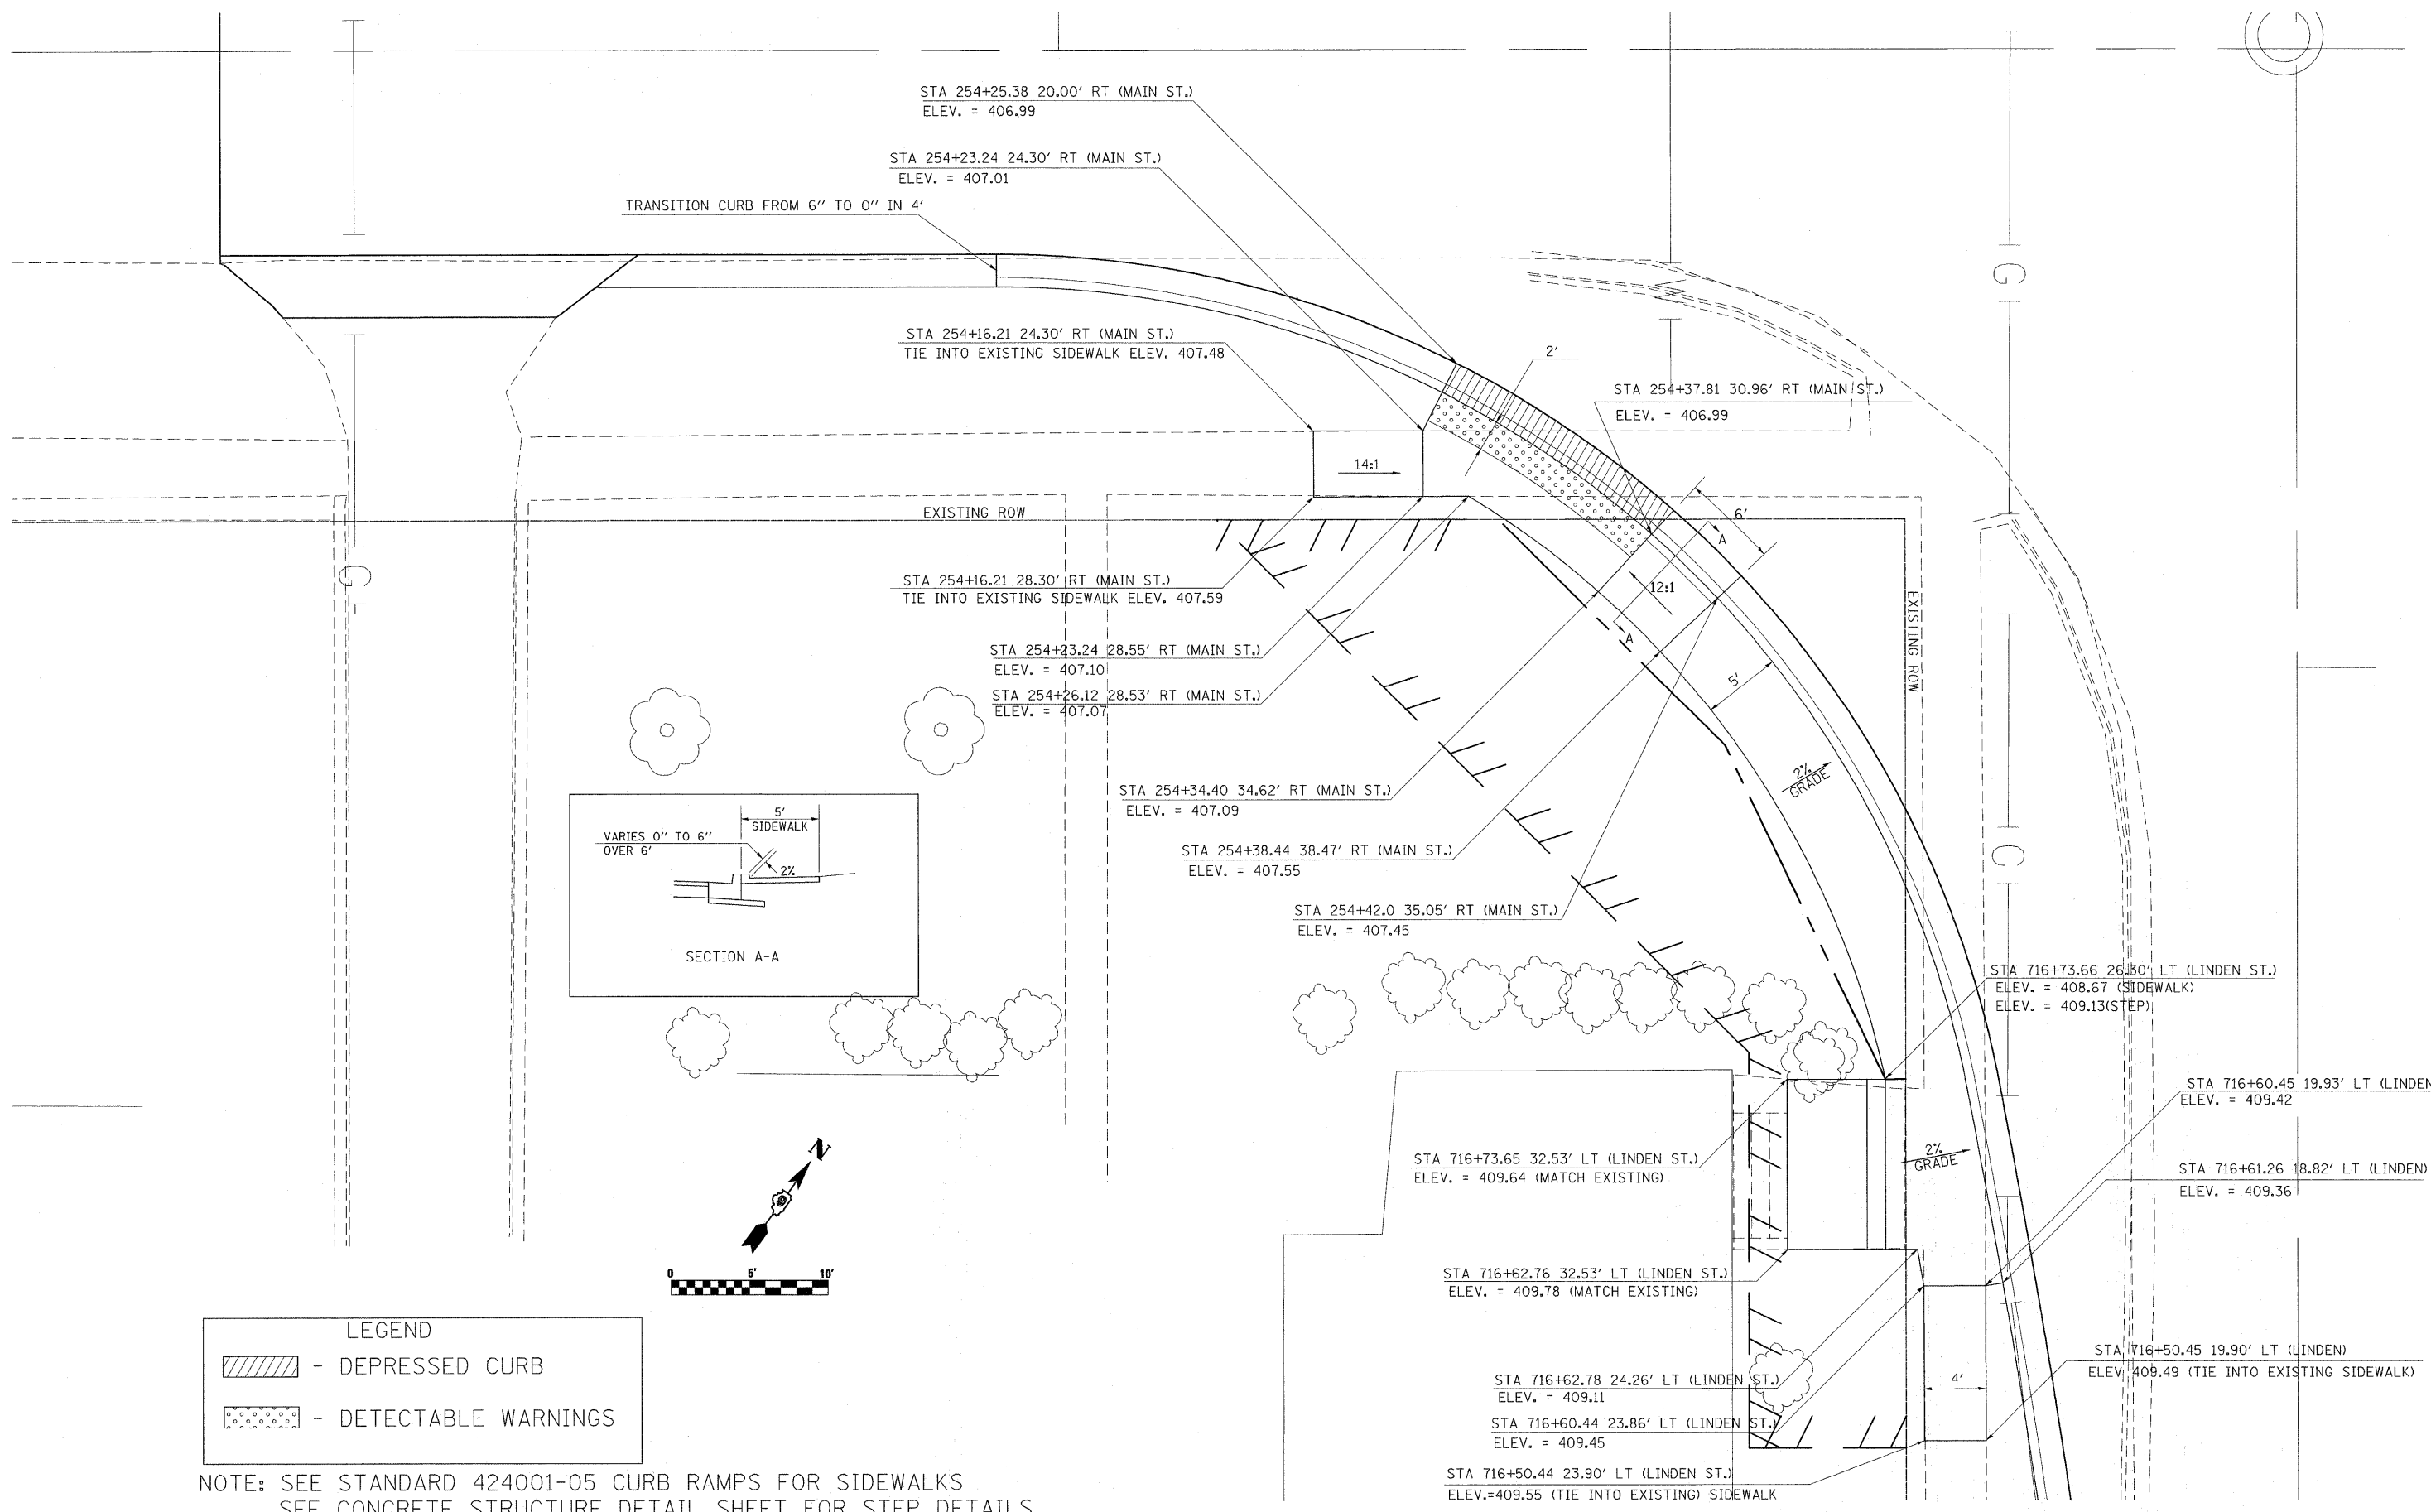 STA 254+25.38 20.00' RT (MAIN ST.)
ELEV. = 406.99
STA 254+23.24 24.30' RT (MAIN ST.)
ELEV. = 407.01
TRANSITION CURB FROM 6" TO 0" IN 4'
G
W
STA 254+16.21 24.30' RT (MAIN ST.)
TIE INTO EXISTING SIDEWALK ELEV. 407.48
2'
STA 254+37.81 30.96' RT (MAIN ST.)
ELEV. = 406.99
14:1
EXISTING ROW
6'
A
G
STA 254+16.21 28.30' RT (MAIN ST.)
TIE INTO EXISTING SIDEWALK ELEV. 407.59
12:1
A
EXISTING ROW
STA 254+23.24 28.55' RT (MAIN ST.)
ELEV. = 407.10
STA 254+26.12 28.53' RT (MAIN ST.)
ELEV. = 407.07
5'
2%
GRADE
STA 254+34.40 34.62' RT (MAIN ST.)
ELEV. = 407.09
5'
SIDEWALK
VARIES 0" TO 6"
OVER 6'
2%
SECTION A-A
G
STA 254+38.44 38.47' RT (MAIN ST.)
ELEV. = 407.55
STA 254+42.0 35.05' RT (MAIN ST.)
ELEV. = 407.45
STA 716+73.66 26.30' LT (LINDEN ST.)
ELEV. = 408.67 (SIDEWALK)
ELEV. = 409.13(STEP)
STA 716+60.45 19.93' LT (LINDEN
ELEV. = 409.42
N
STA 716+73.65 32.53' LT (LINDEN ST.)
ELEV. = 409.64 (MATCH EXISTING)
2%
GRADE
STA 716+61.26 18.82' LT (LINDEN)
ELEV. = 409.36
0 5' 10'
STA 716+62.76 32.53' LT (LINDEN ST.)
ELEV. = 409.78 (MATCH EXISTING)
LEGEND
- DEPRESSED CURB
- DETECTABLE WARNINGS
STA 716+50.45 19.90' LT (LINDEN)
ELEV 409.49 (TIE INTO EXISTING SIDEWALK)
4'
STA 716+62.78 24.26' LT (LINDEN ST.)
ELEV. = 409.11
STA 716+60.44 23.86' LT (LINDEN ST.)
ELEV. = 409.45
STA 716+50.44 23.90' LT (LINDEN ST.)
ELEV.=409.55 (TIE INTO EXISTING) SIDEWALK
NOTE: SEE STANDARD 424001-05 CURB RAMPS FOR SIDEWALKS
SEE CONCRETE STRUCTURE DETAIL SHEET FOR STEP DETAILS